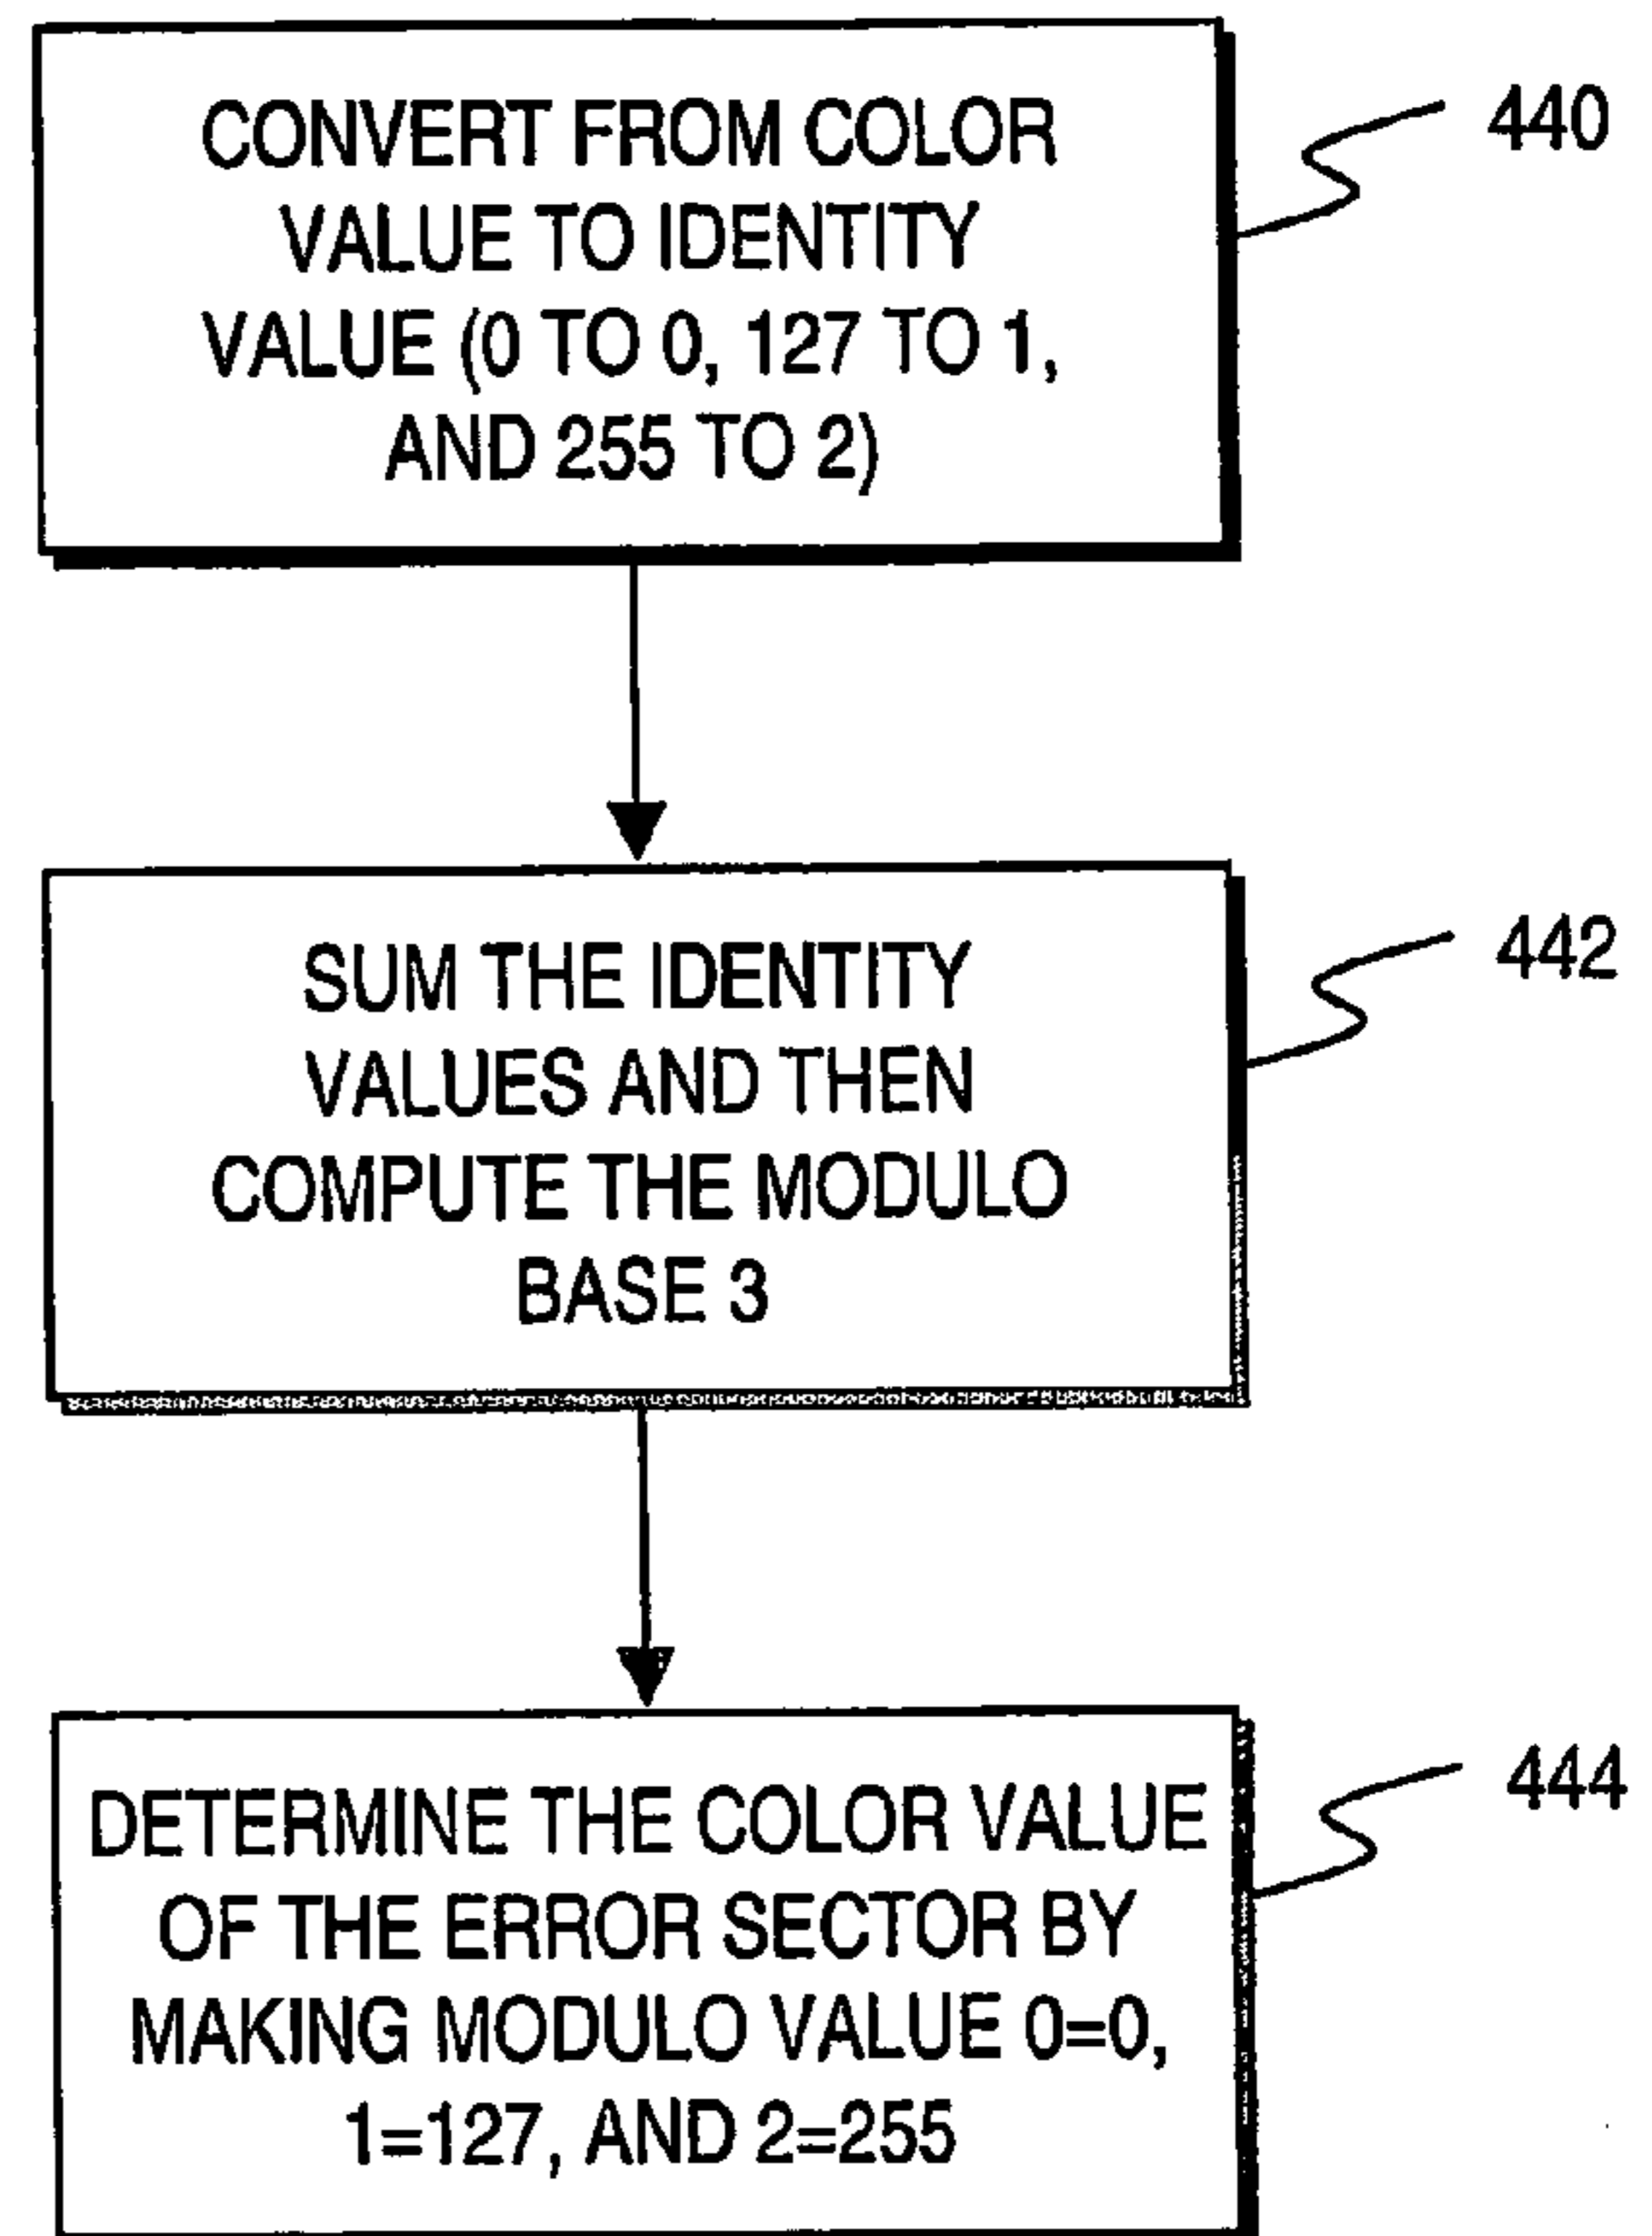 CONVERT FROM COLOR
VALUE TO IDENTITY
VALUE (0 TO 0, 127 TO 1,
AND 255 TO 2)
440
SUM THE IDENTITY
VALUES AND THEN
COMPUTE THE MODULO
BASE 3
442
DETERMINE THE COLOR VALUE
OF THE ERROR SECTOR BY
MAKING MODULO VALUE 0=0,
1=127, AND 2=255
444